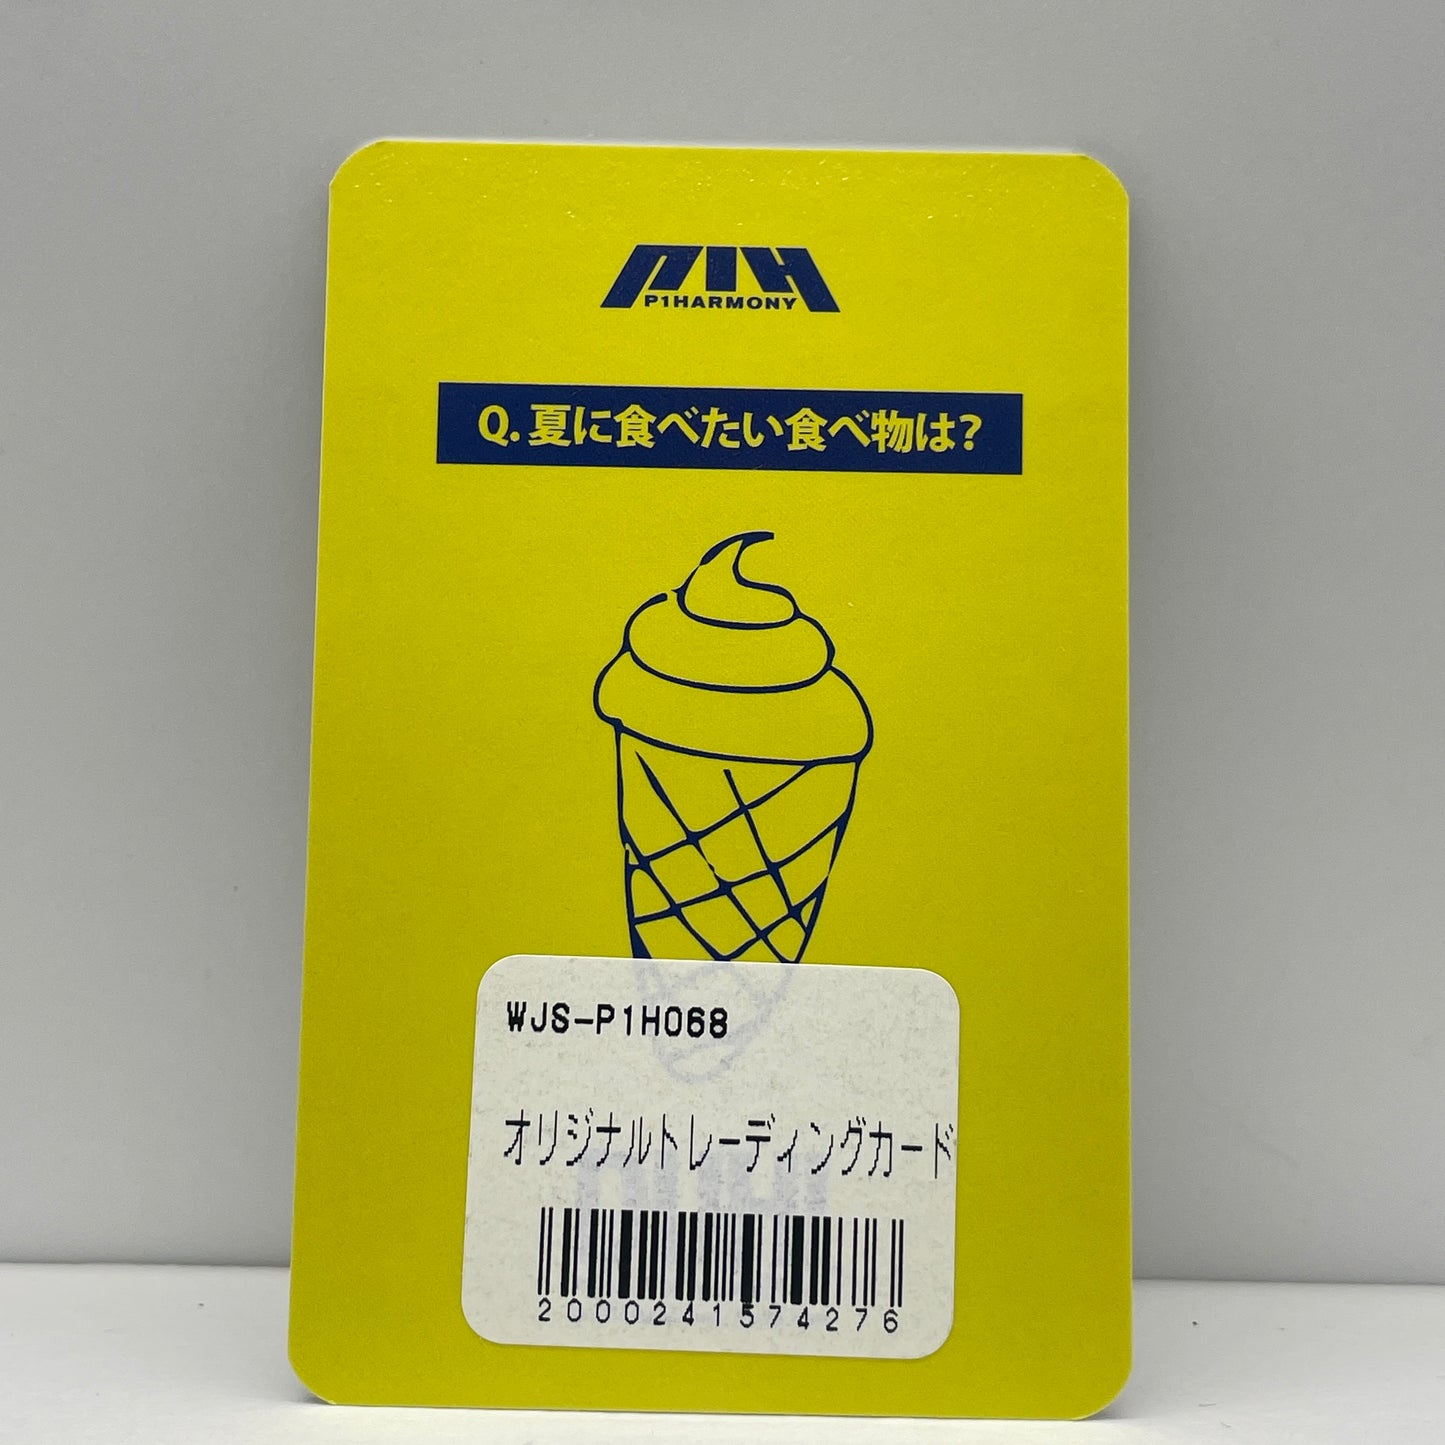 P1H
P1HARMONY
Q. 夏に食べたい食べ物は?
WJS-P1H068
オリジナルトレーディングカード
2000241574276